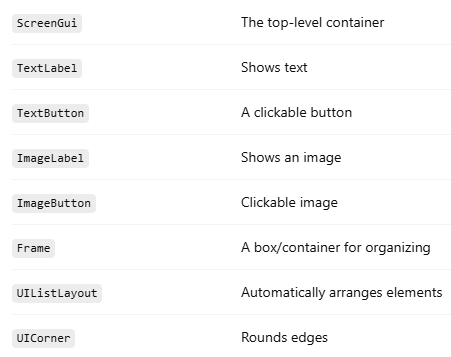 ScreenGui The top-level container
TextLabel Shows text
TextButton A clickable button
ImageLabel Shows an image
ImageButton Clickable image
Frame A box/container for organizing
UIListLayout Automatically arranges elements
UICorner Rounds edges